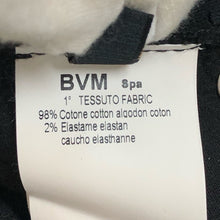 BVM Spa
1° TESSUTO FABRIC
98% Cotone cotton algodon coton
2% Elastame elastan
caucho elasthanne